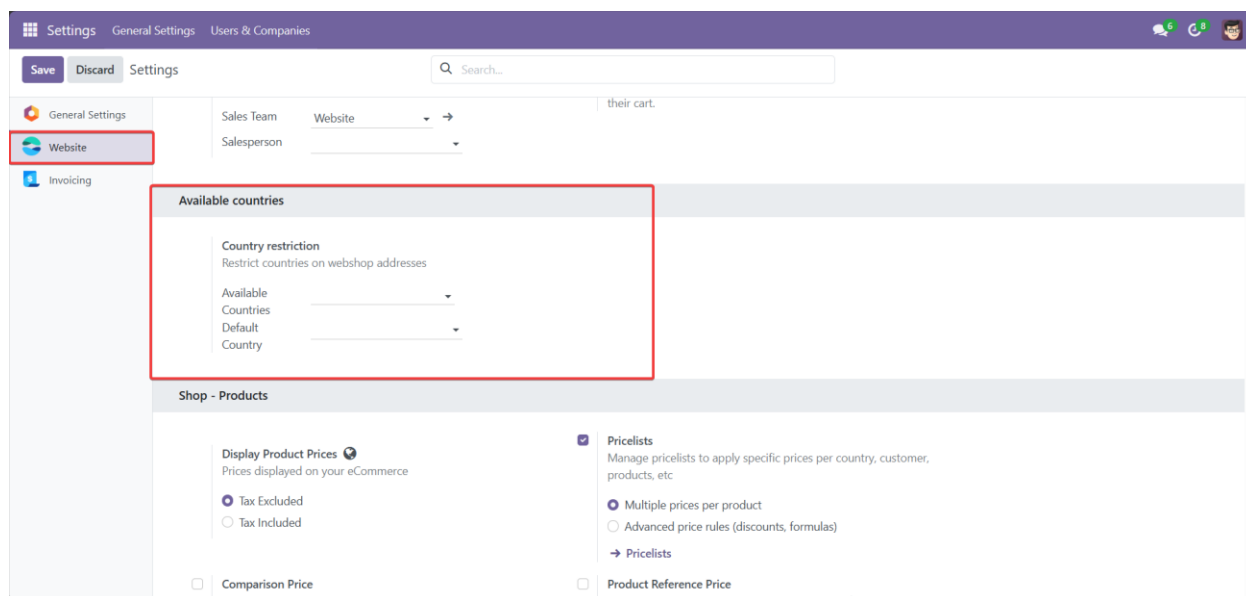 Settings General Settings Users & Companies 6 8
Save Discard Settings Search...
General Settings
Website
Invoicing
their cart.
Sales Team Website
Salesperson
Available countries
Country restriction
Restrict countries on webshop addresses
Available
Countries
Default
Country
Shop - Products
Display Product Prices
Prices displayed on your eCommerce
Tax Excluded
Tax Included
Pricelists
Manage pricelists to apply specific prices per country, customer,
products, etc
Multiple prices per product
Advanced price rules (discounts, formulas)
Pricelists
Comparison Price
Product Reference Price